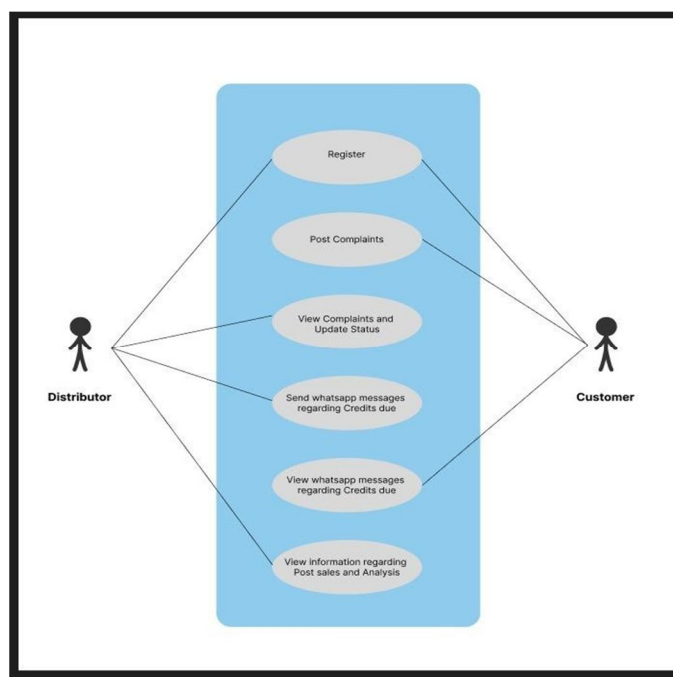 Register
Post Complaints
View Complaints and
Update Status
Distributor
Customer
Send whatsapp messages
regarding Credits due
View whatsapp messages
regarding Credits due
View information regarding
Post sales and Analysis